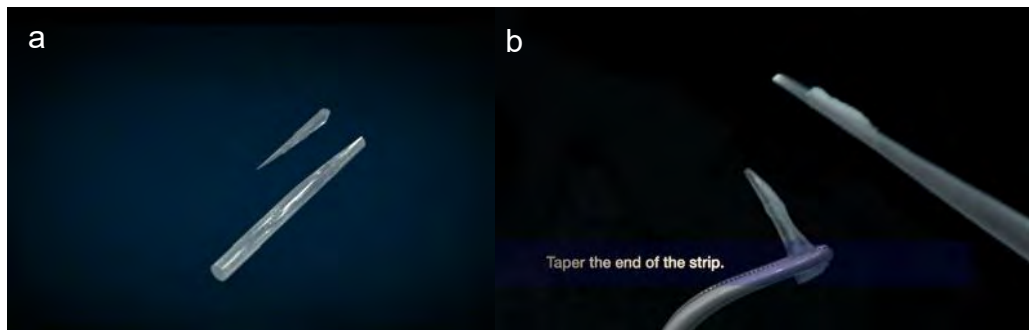 a
b
Taper the end of the strip.